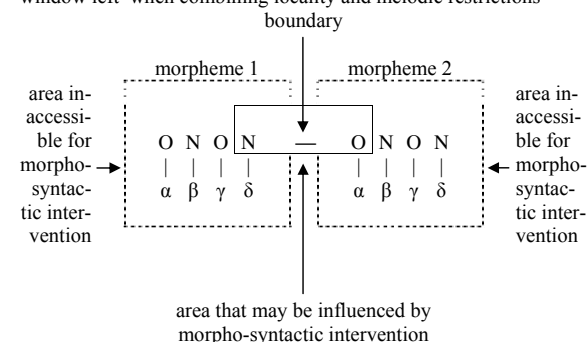 window left when combining locality and melodic restrictions
boundary
morpheme 1 morpheme 2
area in-
accessi-
ble for
morpho-
syntac-
tic inter-
vention
O N O N — O N O N
α β γ δ α β γ δ
area in-
accessi-
ble for
morpho-
syntac-
tic inter-
vention
area that may be influenced by
morpho-syntactic intervention